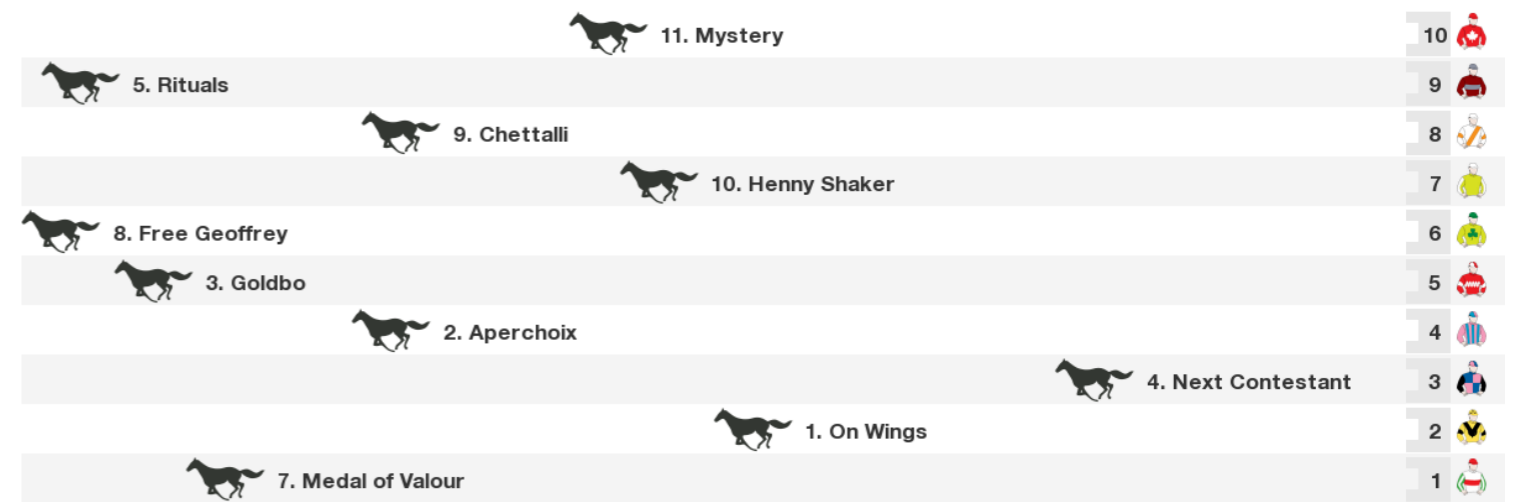 11. Mystery 10
5. Rituals 9
9. Chettalli 8
10. Henny Shaker 7
8. Free Geoffrey 6
3. Goldbo 5
2. Aperchoix 4
4. Next Contestant 3
1. On Wings 2
7. Medal of Valour 1